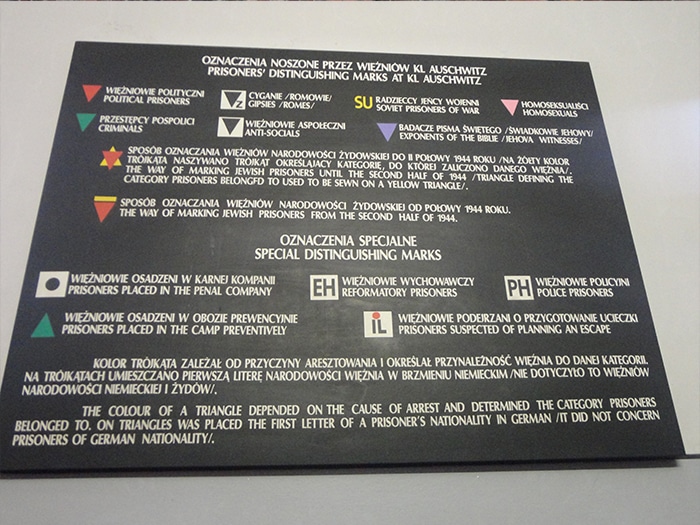 OZNACZENIA NOSZONE PRZEZ WIĘŹNIÓW KL AUSCHWITZ
PRISONERS' DISTINGUISHING MARKS AT KL AUSCHWITZ
WIĘŹNIOWIE POLITYCZNI
POLITICAL PRISONERS
Z
CYGANIE /ROMOWIE/
GIPSIES /ROMES/
SU
RADZIECCY JEŃCY WOJENNI
SOVIET PRISONERS OF WAR
HOMOSEKSUALIŚCI
HOMOSEXUALS
PRZESTĘPCY POSPOLICI
CRIMINALS
WIĘŹNIOWIE ASPOŁECZNI
ANTI-SOCIALS
BADACZE PISMA ŚWIĘTEGO /ŚWIADKOWIE JEHOWY/
EXPONENTS OF THE BIBLE /JEHOVA WITNESSES/
SPOSÓB OZNACZANIA WIĘŹNIÓW NARODOWOŚCI ŻYDOWSKIEJ DO II POŁOWY 1944 ROKU /NA ŻÓŁTY KOLOR
TRÓJKĄTA NASZYWANO TRÓJKĄT OKREŚLAJĄCY KATEGORIĘ, DO KTÓREJ ZALICZONO DANEGO WIĘŹNIA/.
THE WAY OF MARKING JEWISH PRISONERS UNTIL THE SECOND HALF OF 1944 /TRIANGLE DEFINING THE
CATEGORY PRISONERS BELONGFD TO USED TO BE SEWN ON A YELLOW TRIANGLE/.
SPOSÓB OZNACZANIA WIĘŹNIÓW NARODOWOŚCI ŻYDOWSKIEJ OD POŁOWY 1944 ROKU.
THE WAY OF MARKING JEWISH PRISONERS FROM THE SECOND HALF OF 1944.
OZNACZENIA SPECJALNE
SPECIAL DISTINGUISHING MARKS
WIĘŹNIOWIE OSADZENI W KARNEJ KOMPANII
PRISONERS PLACED IN THE PENAL COMPANY
EH
WIĘŹNIOWIE WYCHOWAWCZY
REFORMATORY PRISONERS
PH
WIĘŹNIOWIE POLICYJNI
POLICE PRISONERS
WIĘŹNIOWIE OSADZENI W OBOZIE PREWENCYJNIE
PRISONERS PLACED IN THE CAMP PREVENTIVELY
iL
WIĘŹNIOWIE PODEJRZANI O PRZYGOTOWANIE UCIECZKI
PRISONERS SUSPECTED OF PLANNING AN ESCAPE
KOLOR TRÓJKĄTA ZALEŻAŁ OD PRZYCZYNY ARESZTOWANIA I OKREŚLAŁ PRZYNALEŻNOŚĆ WIĘŹNIA DO DANEJ KATEGORII.
NA TRÓJKĄTACH UMIESZCZANO PIERWSZĄ LITERĘ NARODOWOŚCI WIĘŹNIA W BRZMIENIU NIEMIECKIM /NIE DOTYCZYŁO TO WIĘŹNIÓW
NARODOWOŚCI NIEMIECKIEJ I ŻYDÓW/.
THE COLOUR OF A TRIANGLE DEPENDED ON THE CAUSE OF ARREST AND DETERMINED THE CATEGORY PRISONERS
BELONGED TO. ON TRIANGLES WAS PLACED THE FIRST LETTER OF A PRISONER'S NATIONALITY IN GERMAN /IT DID NOT CONCERN
PRISONERS OF GERMAN NATIONALITY/.